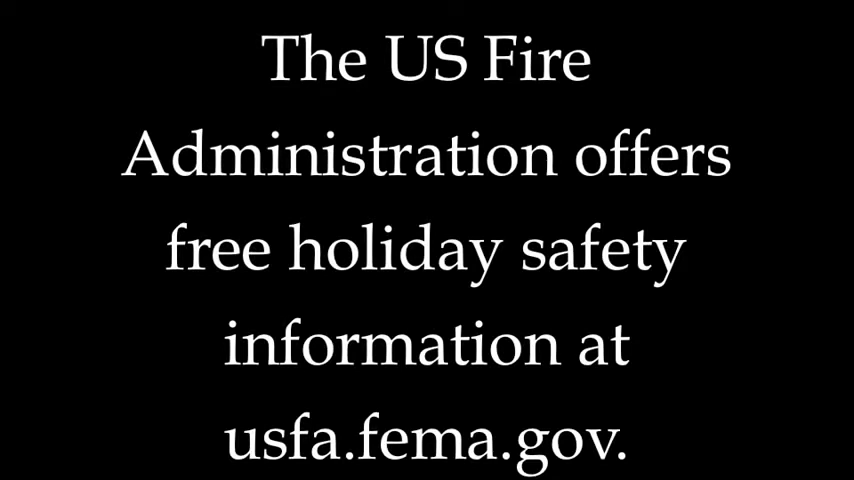 The US Fire
Administration offers
free holiday safety
information at
usfa.fema.gov.